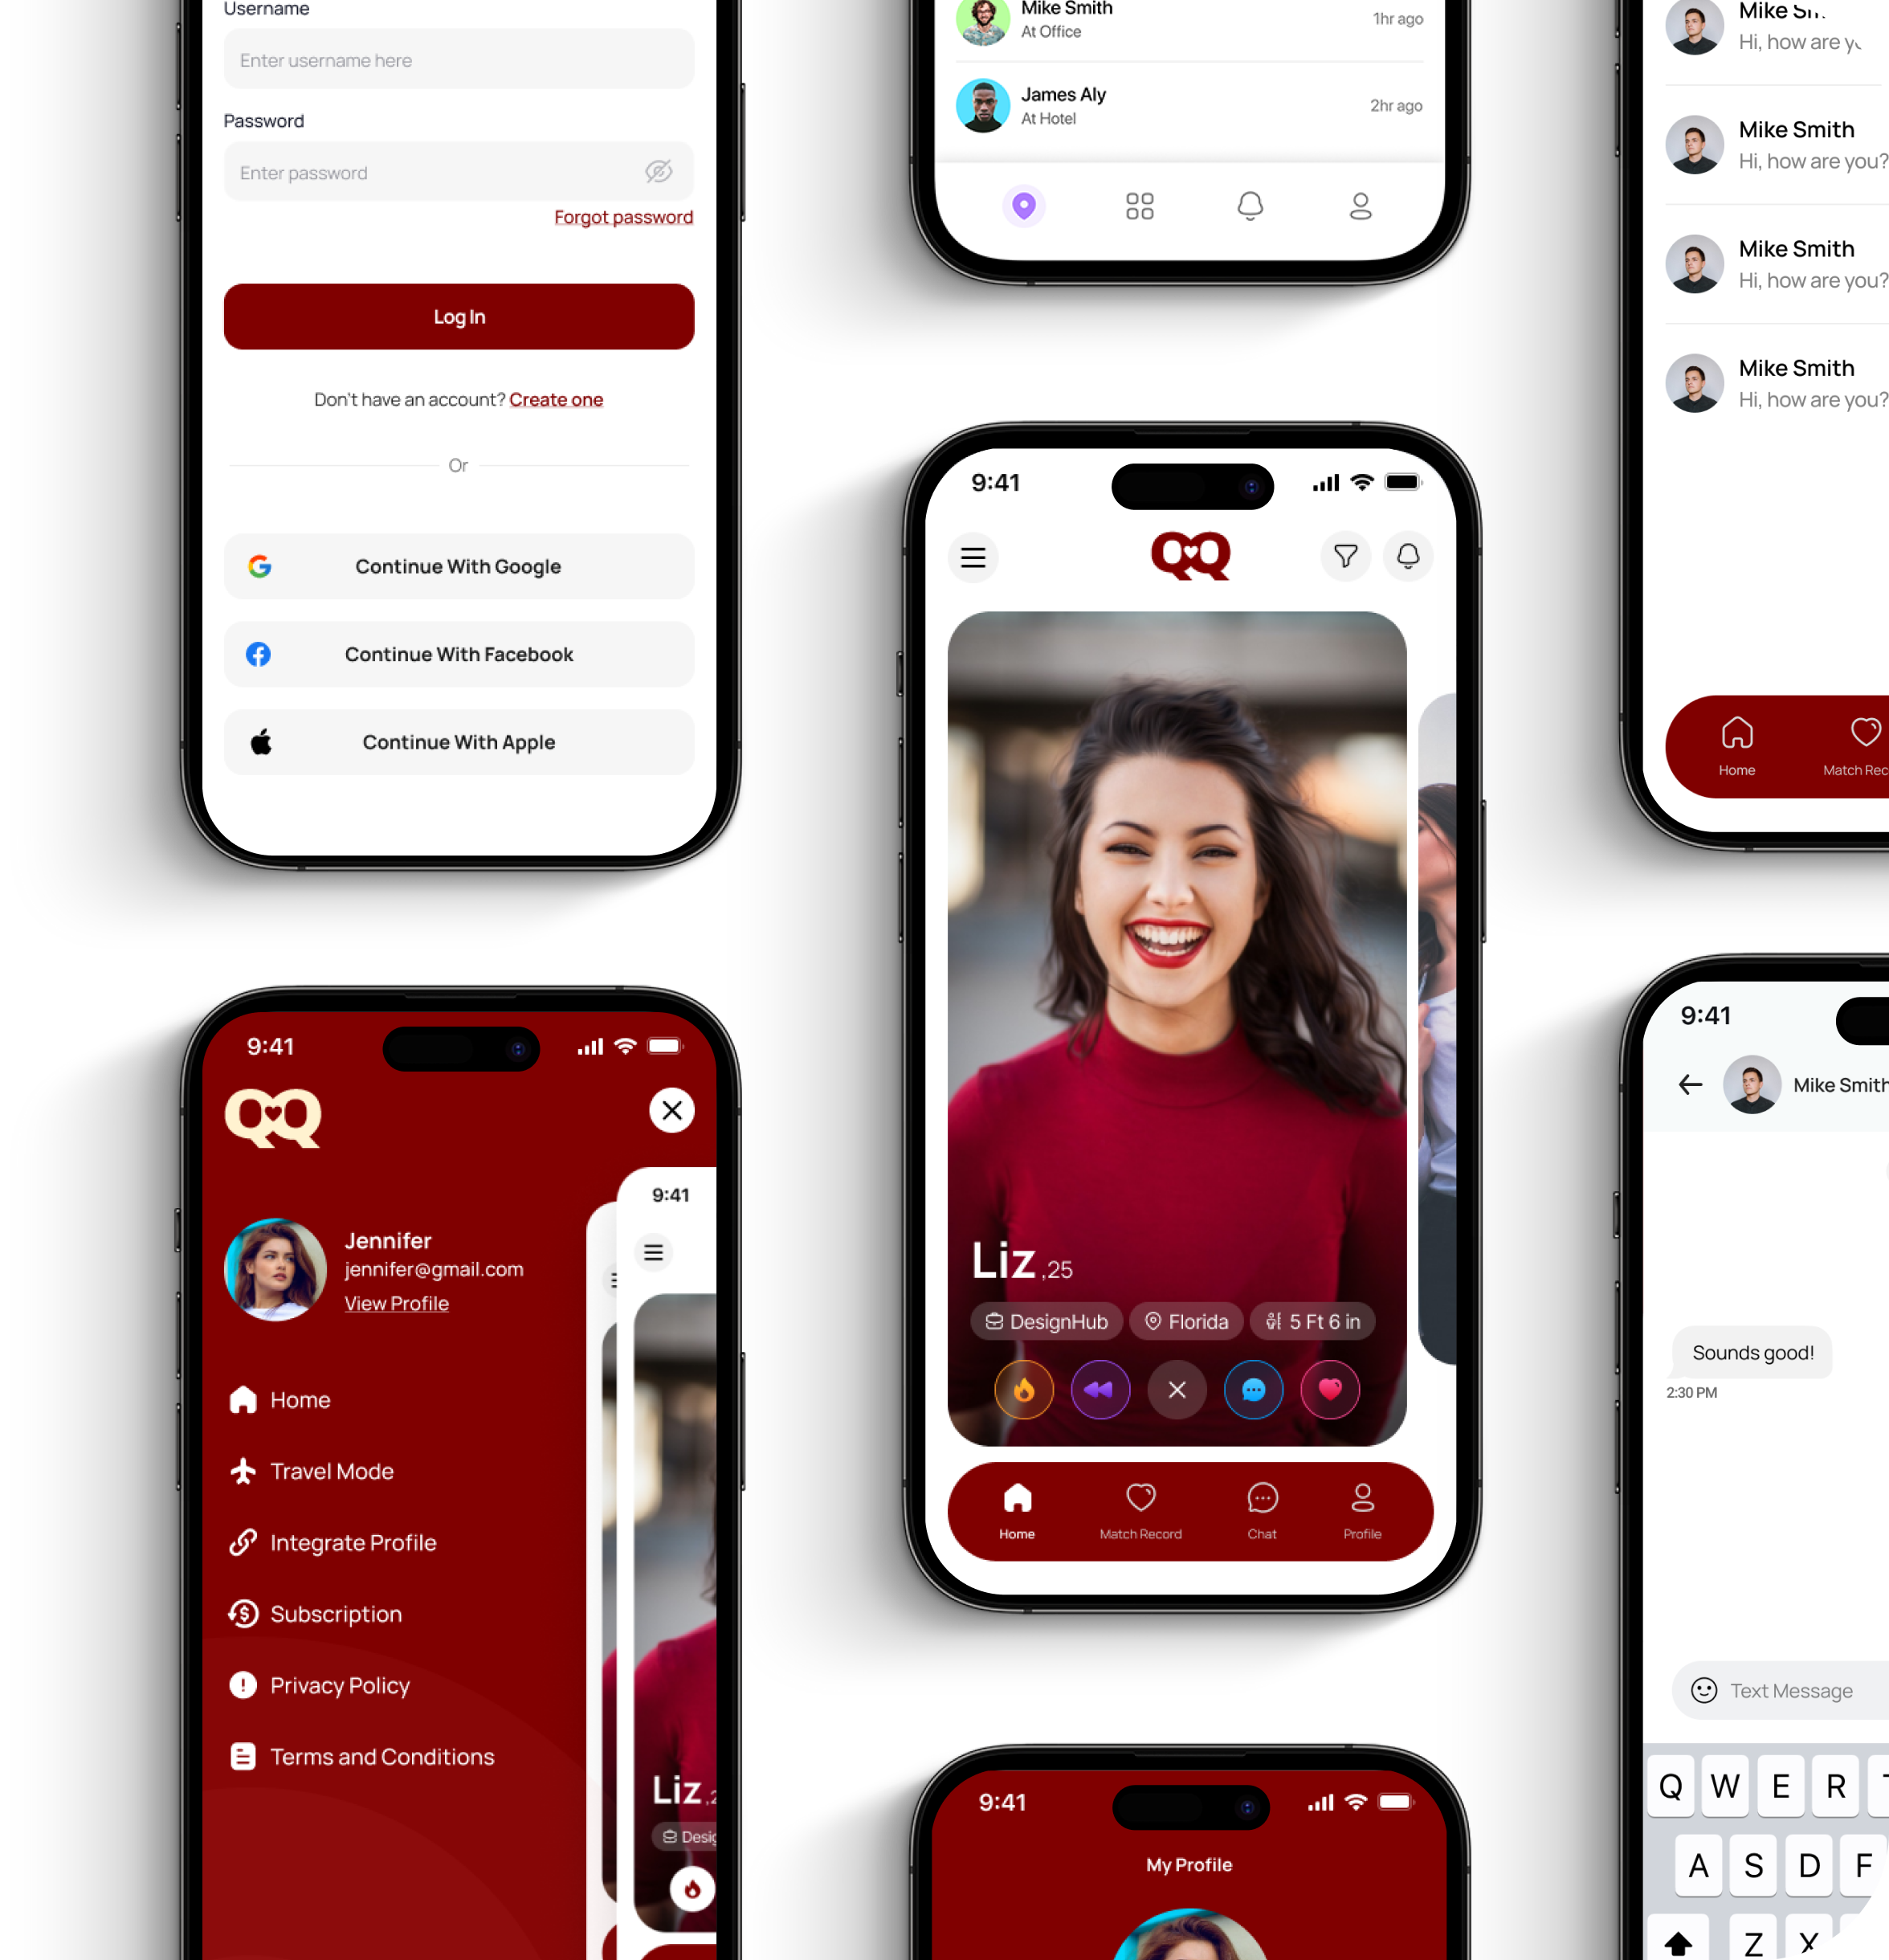 Username
Enter username here
Password
Enter password
Forgot password
Log In
Don't have an account? Create one
Or
Continue With Google
Continue With Facebook
Continue With Apple
9:41
QQ
9:41
Jennifer
jennifer@gmail.com
View Profile
Home
Travel Mode
Integrate Profile
Subscription
Privacy Policy
Terms and Conditions
Liz
Mike Smith
At Office
1hr ago
James Aly
At Hotel
2hr ago
9:41
QQ
Liz ,25
DesignHub
Florida
5 Ft 6 in
Home
Match Record
Chat
Profile
9:41
My Profile
Mike
Hi, how are
Mike Smith
Hi, how are you?
Mike Smith
Hi, how are you?
Mike Smith
Hi, how are you?
Home
Match
9:41
Mike Smith
Sounds good!
2:30 PM
Text Message
Q W E R
A S D F
Z X